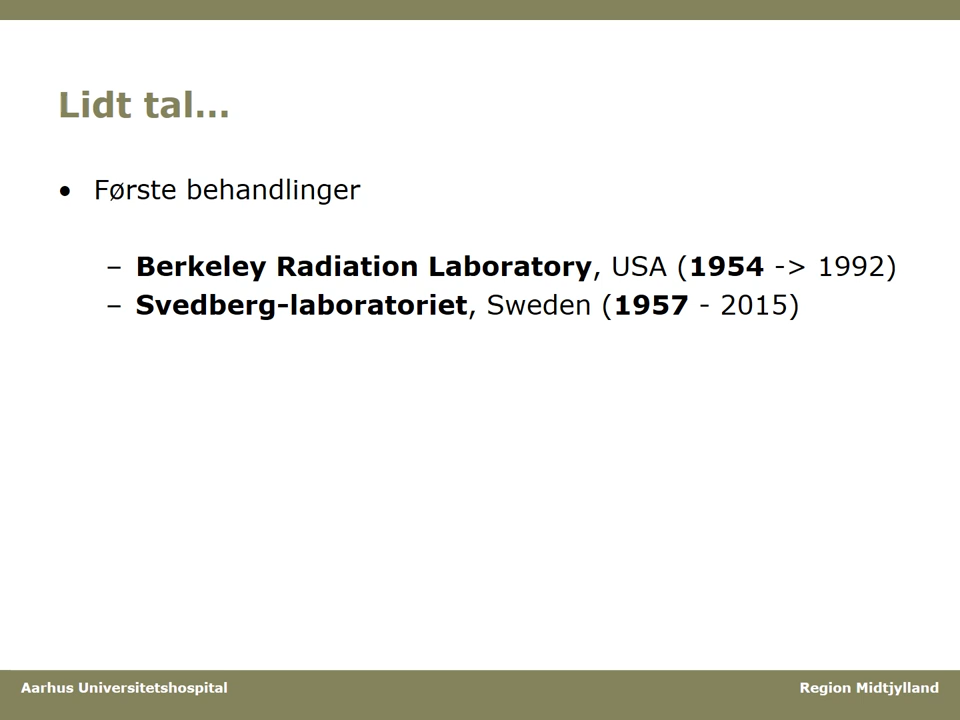 Lidt tal…
• Første behandlinger
– Berkeley Radiation Laboratory, USA (1954 -> 1992)
– Svedberg-laboratoriet, Sweden (1957 - 2015)
Aarhus Universitetshospital
Region Midtjylland